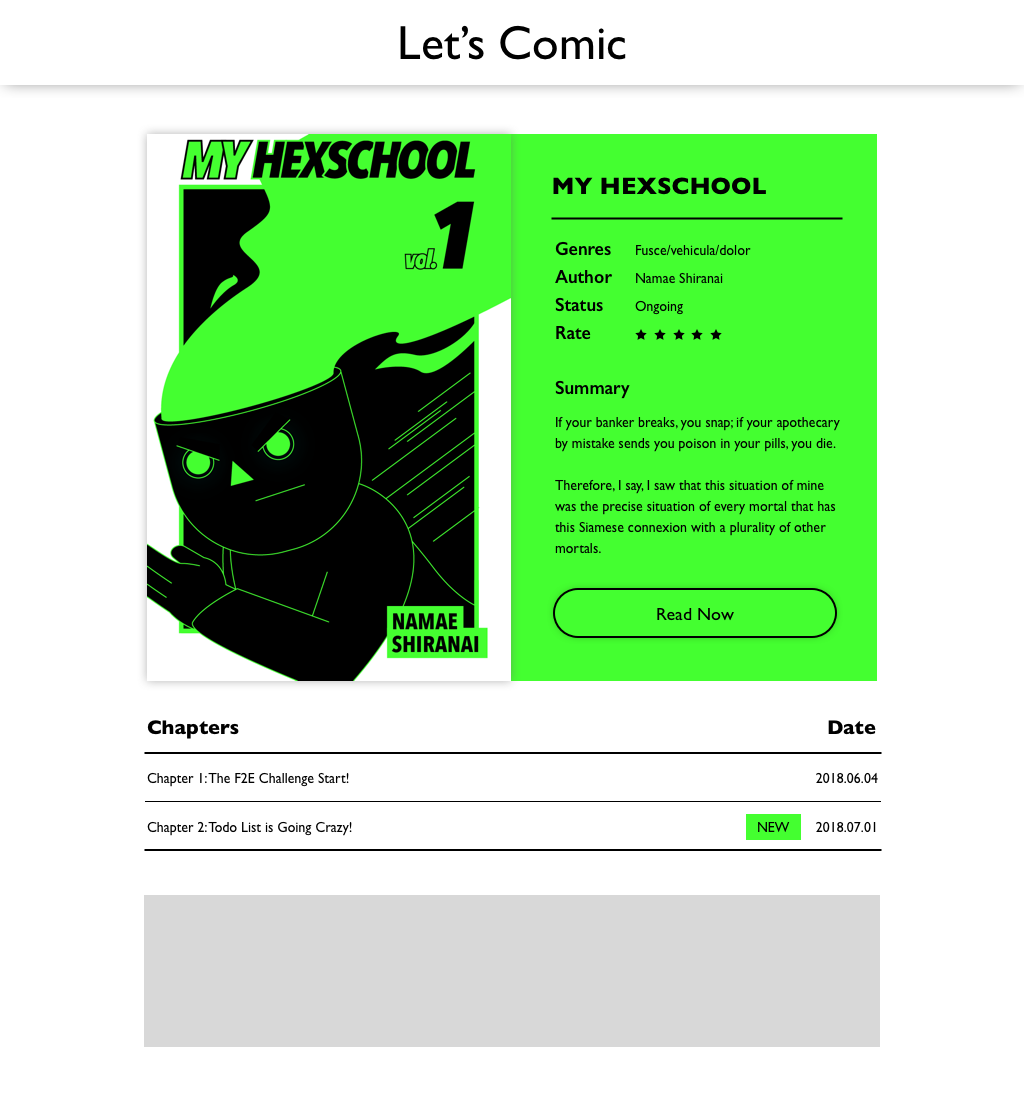 Let's Comic
MY HEXSCHOOL
vol. 1
NAMAE
SHIRANAI
MY HEXSCHOOL
Genres Fusce/vehicula/dolor
Author Namae Shiranai
Status Ongoing
Rate ★ ★ ★ ★ ★
Summary
If your banker breaks, you snap; if your apothecary
by mistake sends you poison in your pills, you die.
Therefore, I say, I saw that this situation of mine
was the precise situation of every mortal that has
this Siamese connexion with a plurality of other
mortals.
Read Now
Chapters Date
Chapter 1: The F2E Challenge Start! 2018.06.04
Chapter 2: Todo List is Going Crazy! NEW 2018.07.01